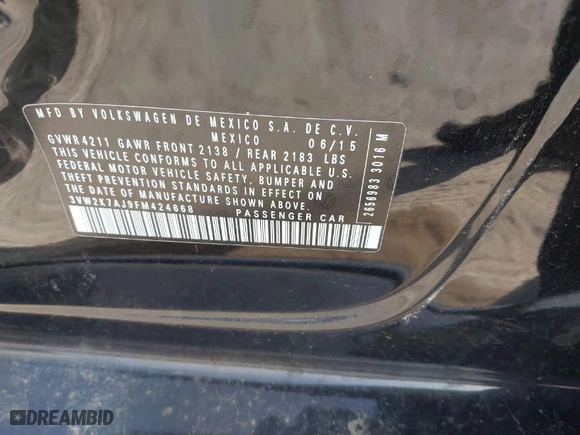 MFD BY VOLKSWAGEN DE MEXICO S.A. DE C.V.
MEXICO 06/15
GVWR4211 GAWR FRONT 2138 / REAR 2183 LBS
THIS VEHICLE CONFORMS TO ALL APPLICABLE U.S.
FEDERAL MOTOR VEHICLE SAFETY, BUMPER AND
THEFT PREVENTION STANDARDS IN EFFECT ON
THE DATE OF MANUFACTURE SHOWN ABOVE.
3VW2K7AJ9FM424668 PASSENGER CAR
2656983 3016 M
DREAMBID